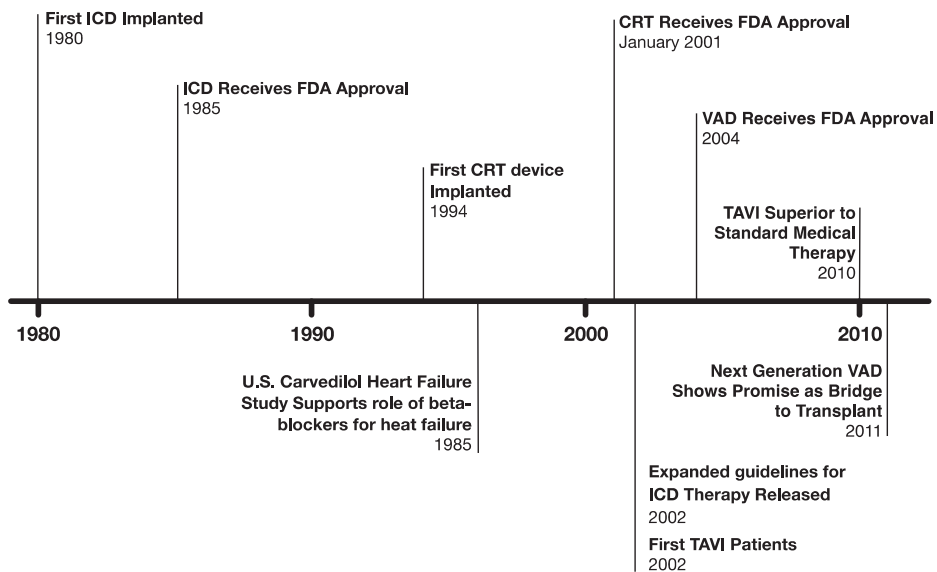 First ICD Implanted
1980
CRT Receives FDA Approval
January 2001
ICD Receives FDA Approval
1985
VAD Receives FDA Approval
2004
First CRT device
Implanted
1994
TAVI Superior to
Standard Medical
Therapy
2010
1980
1990
2000
2010
U.S. Carvedilol Heart Failure
Study Supports role of beta-
blockers for heat failure
1985
Next Generation VAD
Shows Promise as Bridge
to Transplant
2011
Expanded guidelines for
ICD Therapy Released
2002
First TAVI Patients
2002